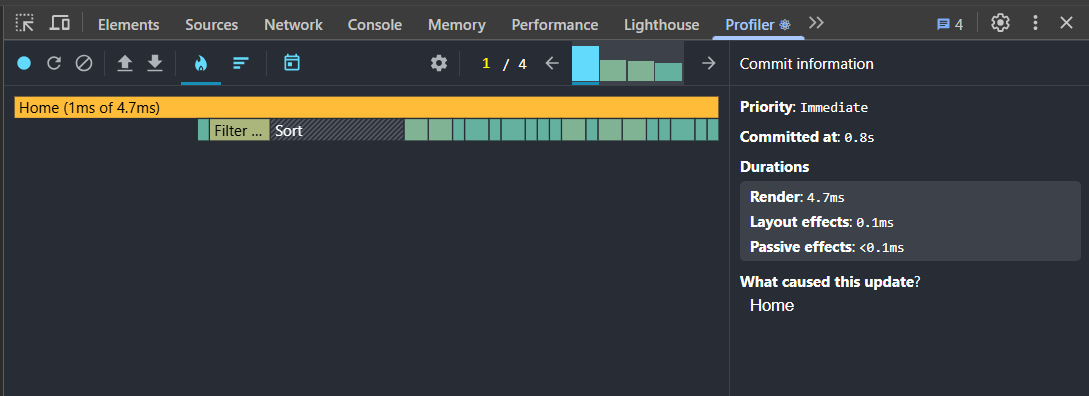 Elements Sources Network Console Memory Performance Lighthouse Profiler 4
1 / 4
Commit information
Home (1ms of 4.7ms)
Filter ... Sort
Priority: Immediate
Committed at: 0.8s
Durations
Render: 4.7ms
Layout effects: 0.1ms
Passive effects: <0.1ms
What caused this update?
Home